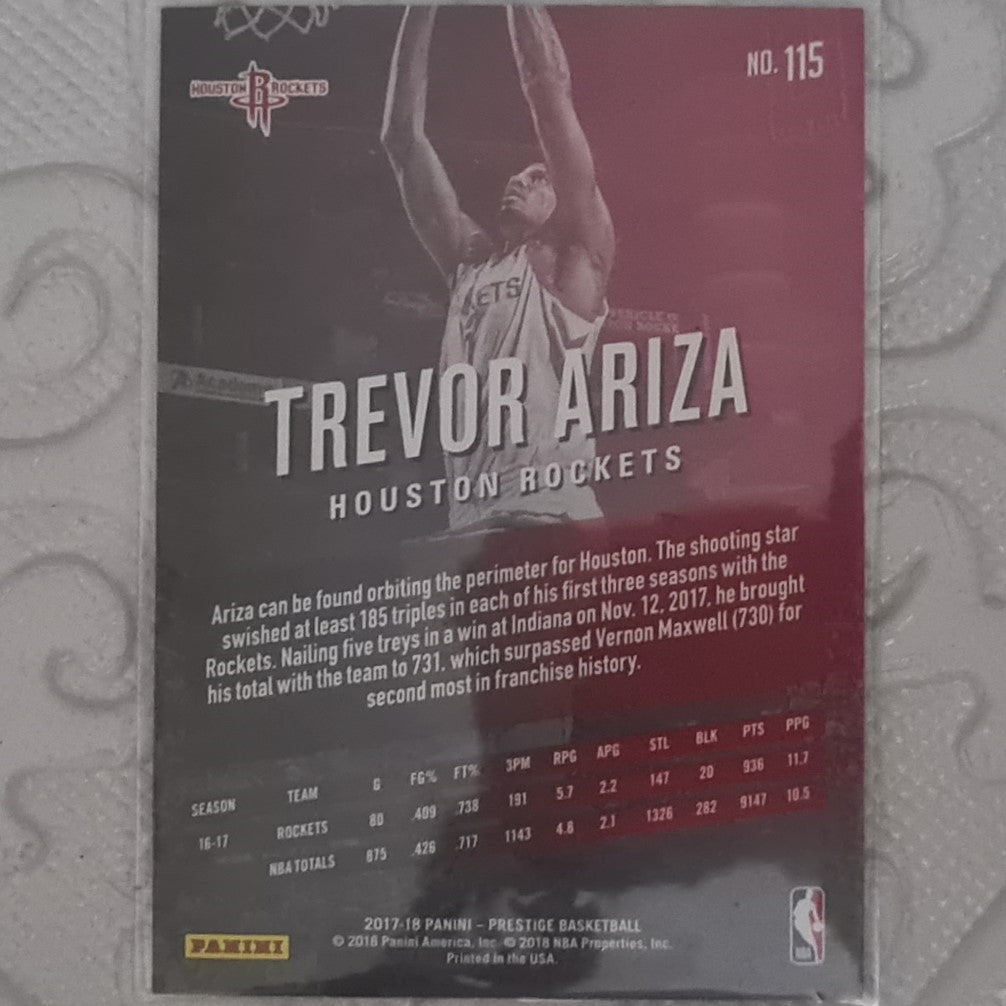 HOUSTON R ROCKETS
NO. 115
ETS
TREVOR ARIZA
HOUSTON ROCKETS
Ariza can be found orbiting the perimeter for Houston. The shooting star
swished at least 185 triples in each of his first three seasons with the
Rockets. Nailing five treys in a win at Indiana on Nov. 12, 2017, he brought
his total with the team to 731, which surpassed Vernon Maxwell (730) for
second most in franchise history.
SEASON TEAM G FG% FT% 3PM RPG APG STL BLK PTS PPG
16-17 ROCKETS 80 .409 .738 191 5.7 2.2 147 20 936 11.7
NBA TOTALS 875 .426 .717 1143 4.8 2.1 1326 282 9147 10.5
2017-18 PANINI – PRESTIGE BASKETBALL
© 2018 Panini America, Inc. © 2018 NBA Properties, Inc.
Printed in the USA.
PANINI
NBA